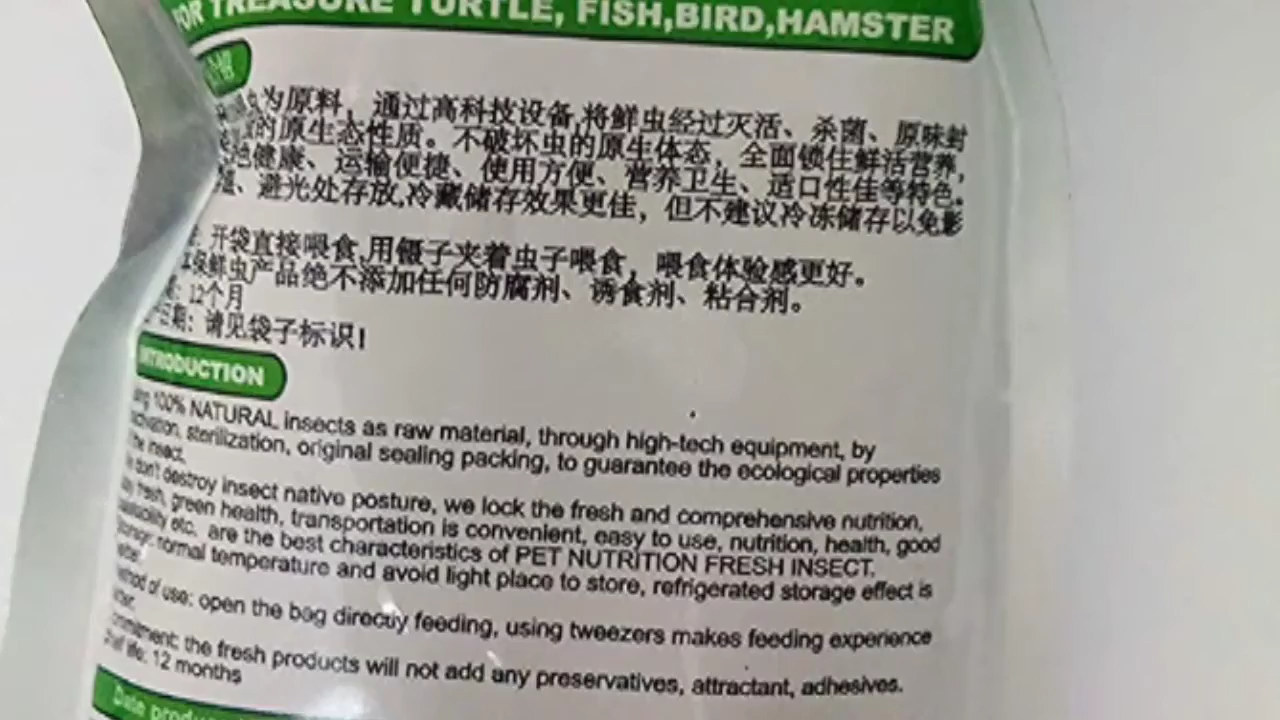 OR TREASURE TURTLE, FISH,BIRD,HAMSTER
为原料，通过高科技设备,将鲜虫经过灭活、杀菌、原味封
的原生态性质。不破坏虫的原生体态，全面锁住鲜活营养,
健康、运输便捷、使用方便、营养卫生、适口性佳等特色。
、避光处存放,冷藏储存效果更佳，但不建议冷冻储存以免影
开袋直接喂食,用镊子夹着虫子喂食，喂食体验感更好。
保鲜虫产品绝不添加任何防腐剂、诱食剂、粘合剂。
12个月
期：请见袋子标识!
INTRODUCTION
100% NATURAL insects as raw material, through high-tech equipment, by
sterilization, original sealing packing, to guarantee the ecological properties
the insect.
don't destroy insect native posture, we lock the fresh and comprehensive nutrition,
fresh, green health, transportation is convenient, easy to use, nutrition, health, good
etc. are the best characteristics of PET NUTRITION FRESH INSECT.
normal temperature and avoid light place to store, refrigerated storage effect is
of use: open the bag directly feeding, using tweezers makes feeding experience
the fresh products will not add any preservatives, attractant, adhesives.
life: 12 months
Date